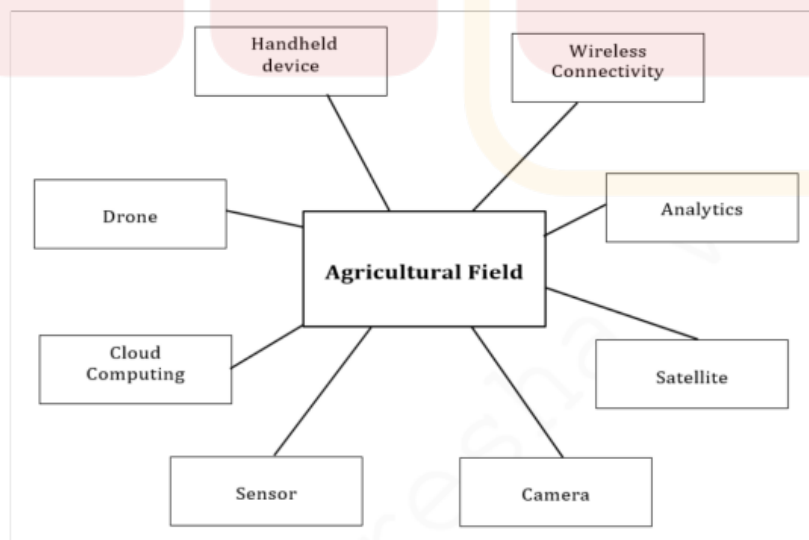 Handheld
device
Wireless
Connectivity
Drone
Analytics
Agricultural Field
Cloud
Computing
Satellite
Sensor
Camera